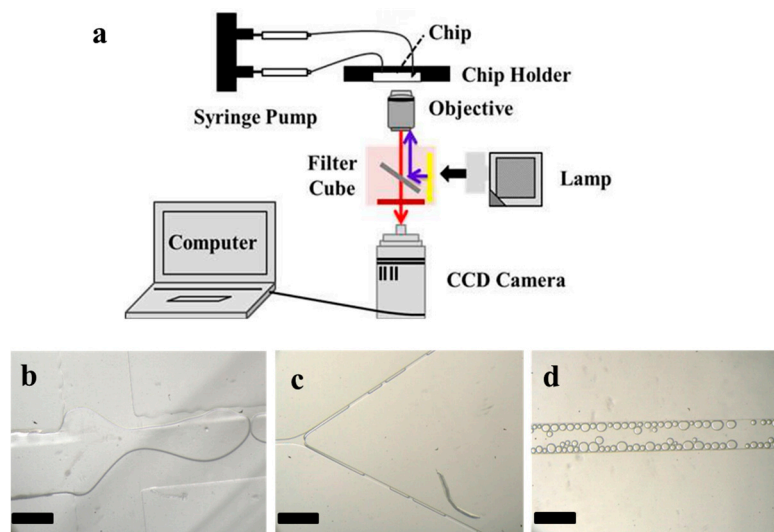 a
Chip
Chip Holder
Syringe Pump
Objective
Filter
Cube
Lamp
Computer
CCD Camera
b
c
d